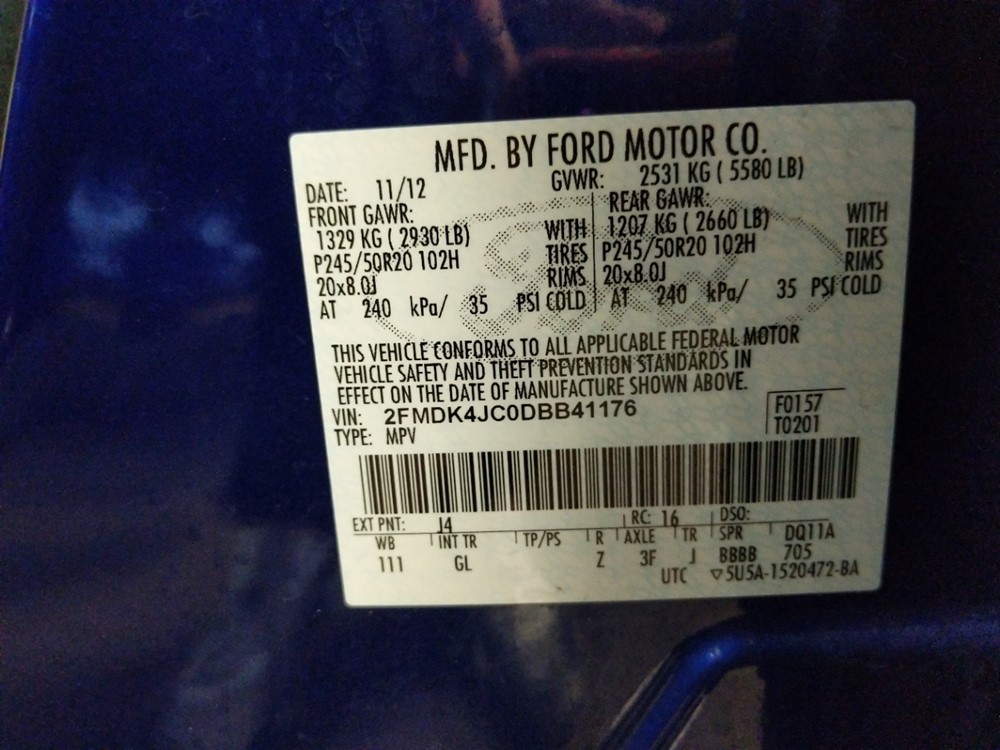 MFD. BY FORD MOTOR CO.
DATE: 11/12 GVWR: 2531 KG ( 5580 LB)
FRONT GAWR: REAR GAWR:
1329 KG ( 2930 LB) WITH 1207 KG ( 2660 LB) WITH
P245/50R20 102H TIRES P245/50R20 102H TIRES
20x8.0J RIMS 20x8.0J RIMS
AT 240 kPa/ 35 PSI COLD AT 240 kPa/ 35 PSI COLD
THIS VEHICLE CONFORMS TO ALL APPLICABLE FEDERAL MOTOR
VEHICLE SAFETY AND THEFT PREVENTION STANDARDS IN
EFFECT ON THE DATE OF MANUFACTURE SHOWN ABOVE.
VIN: 2FMDK4JC0DBB41176 F0157
TYPE: MPV T0201
EXT PNT: J4 RC: 16 DSO:
WB INT TR TP/PS R AXLE TR SPR DQ11A
111 GL Z 3F J BBBB 705
UTC ▽5U5A-1520472-BA